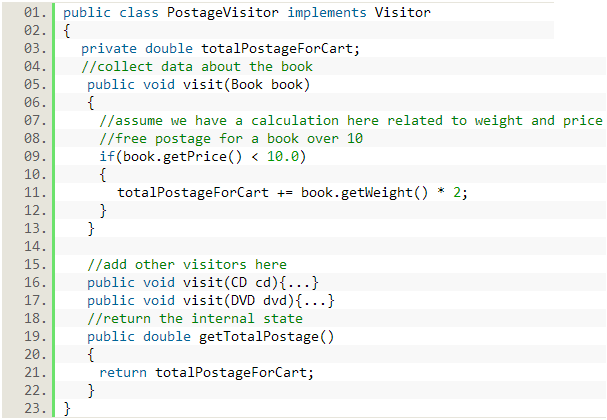 01. public class PostageVisitor implements Visitor
02. {
03. private double totalPostageForCart;
04. //collect data about the book
05. public void visit(Book book)
06. {
07. //assume we have a calculation here related to weight and price
08. //free postage for a book over 10
09. if(book.getPrice() < 10.0)
10. {
11. totalPostageForCart += book.getWeight() * 2;
12. }
13. }
14.
15. //add other visitors here
16. public void visit(CD cd){...}
17. public void visit(DVD dvd){...}
18. //return the internal state
19. public double getTotalPostage()
20. {
21. return totalPostageForCart;
22. }
23. }